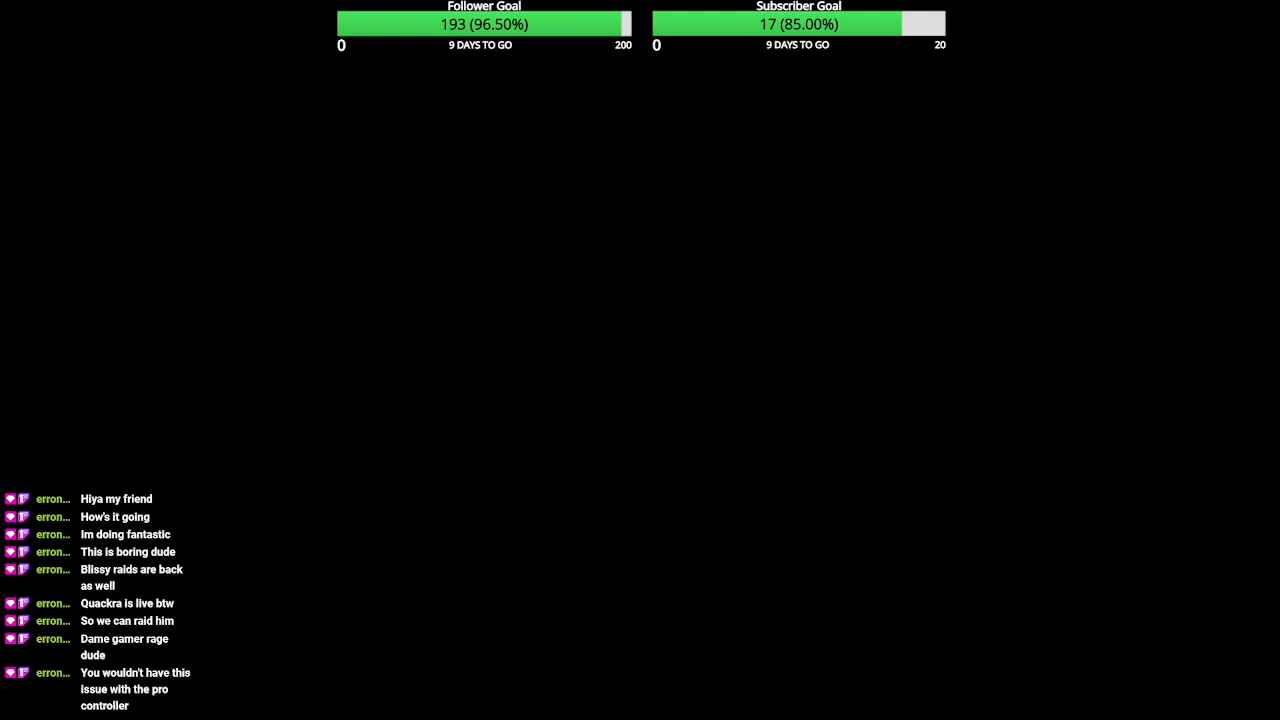 Follower Goal
193 (96.50%)
0 9 DAYS TO GO 200
Subscriber Goal
17 (85.00%)
0 9 DAYS TO GO 20
erron... Hiya my friend
erron... How's it going
erron... Im doing fantastic
erron... This is boring dude
erron... Blissy raids are back
as well
erron... Quackra is live btw
erron... So we can raid him
erron... Dame gamer rage
dude
erron... You wouldn't have this
issue with the pro
controller